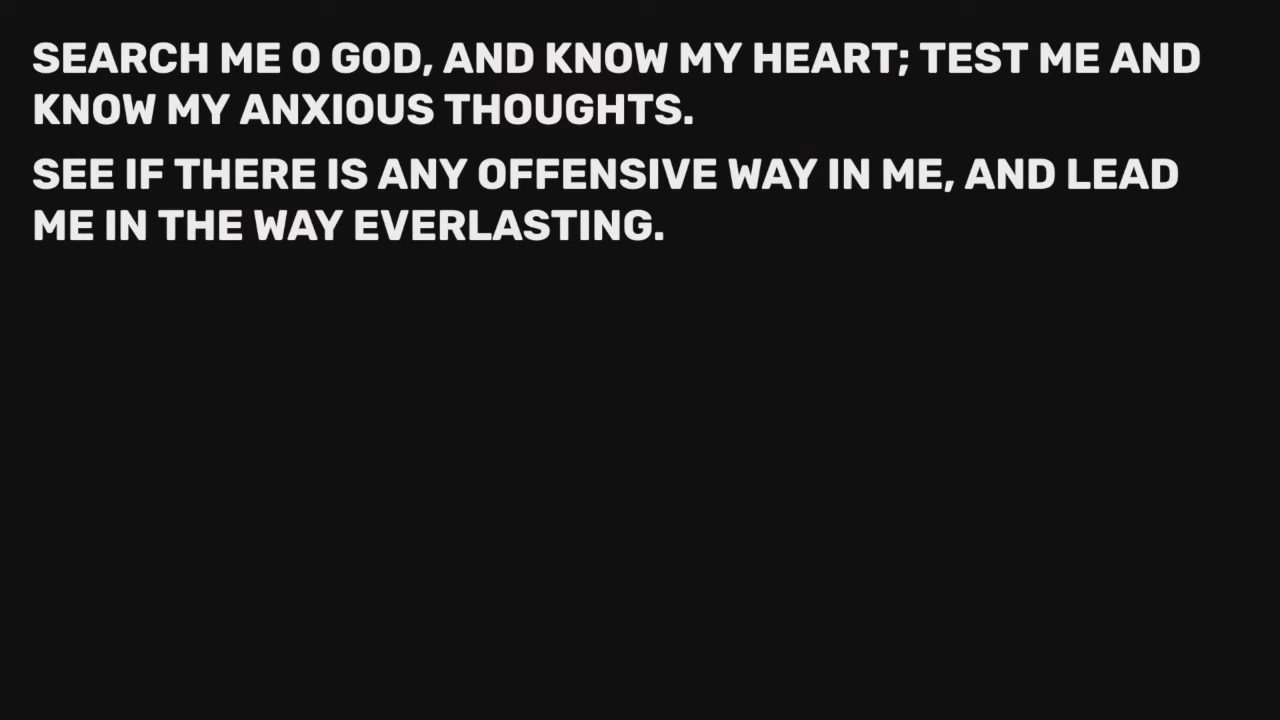 SEARCH ME O GOD, AND KNOW MY HEART; TEST ME AND
KNOW MY ANXIOUS THOUGHTS.
SEE IF THERE IS ANY OFFENSIVE WAY IN ME, AND LEAD
ME IN THE WAY EVERLASTING.